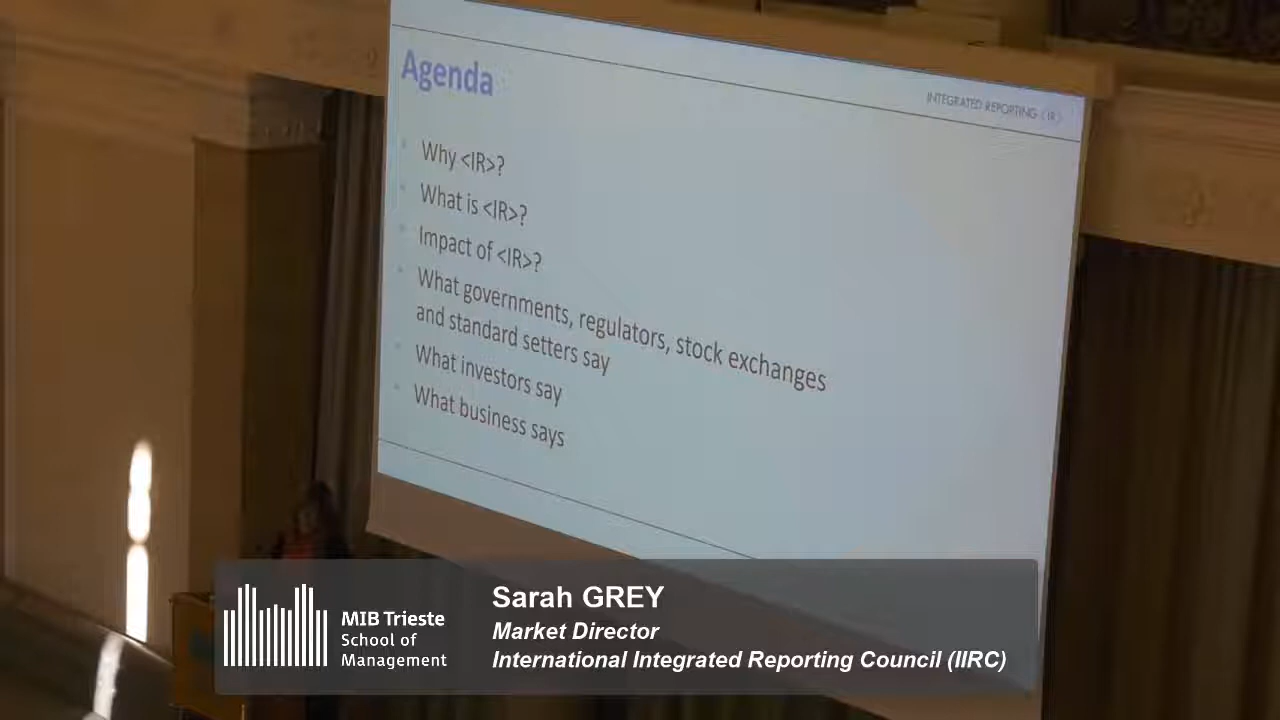 Agenda
INTEGRATED REPORTING <IR>
Why <IR>?
What is <IR>?
Impact of <IR>?
What governments, regulators, stock exchanges
and standard setters say
What investors say
What business says
MIB Trieste
School of
Management
Sarah GREY
Market Director
International Integrated Reporting Council (IIRC)